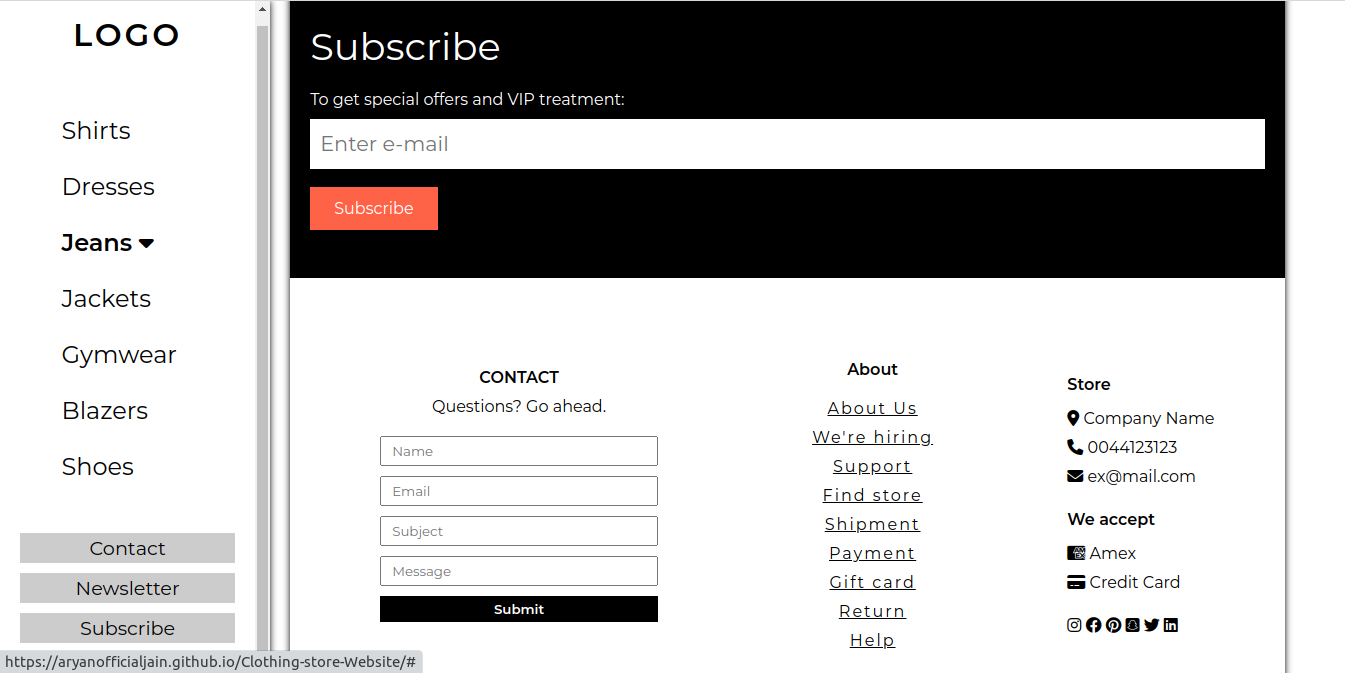 LOGO
Shirts
Dresses
Jeans
Jackets
Gymwear
Blazers
Shoes
Contact
Newsletter
Subscribe
Subscribe
To get special offers and VIP treatment:
Enter e-mail
Subscribe
CONTACT
Questions? Go ahead.
Name
Email
Subject
Message
Submit
About
About Us
We're hiring
Support
Find store
Shipment
Payment
Gift card
Return
Help
Store
Company Name
0044123123
ex@mail.com
We accept
Amex
Credit Card
https://aryanofficialjain.github.io/Clothing-store-Website/#